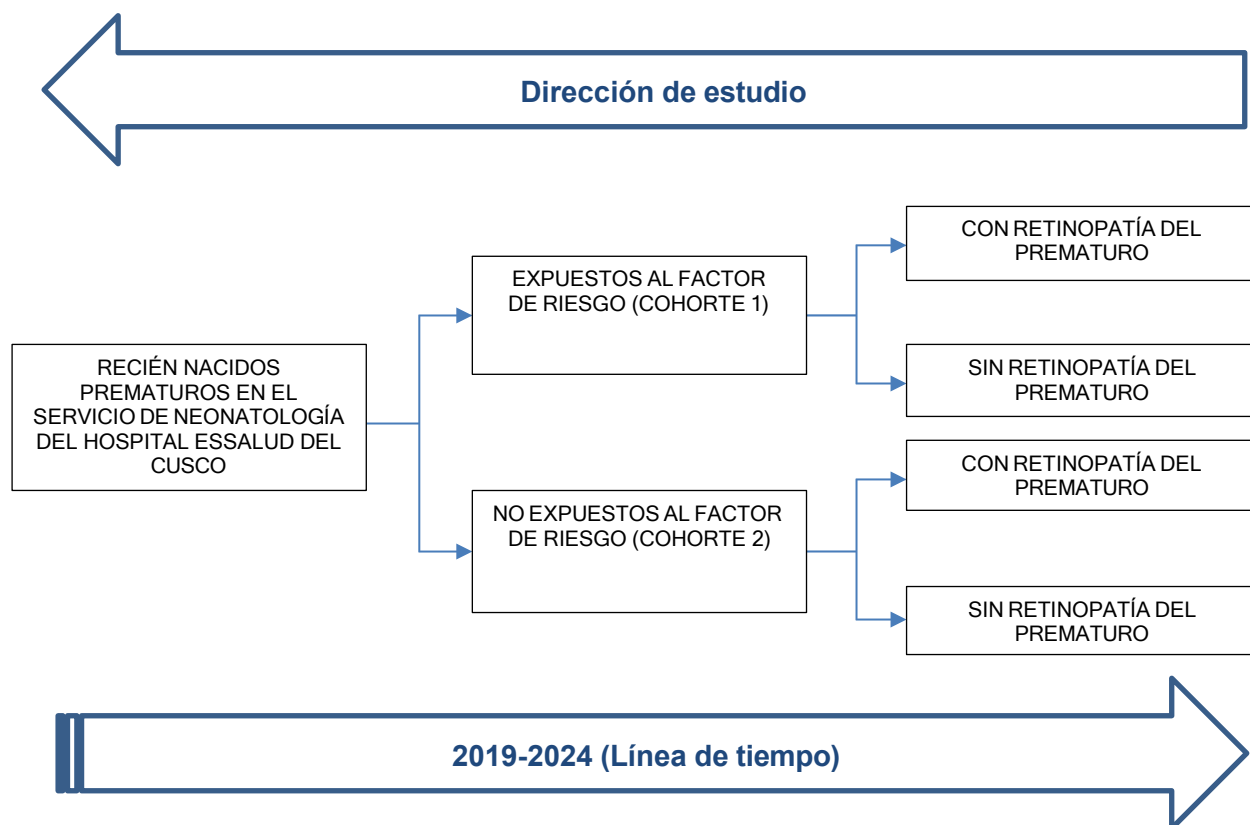 Dirección de estudio
RECIÉN NACIDOS
PREMATUROS EN EL
SERVICIO DE NEONATOLOGÍA
DEL HOSPITAL ESSALUD DEL
CUSCO
EXPUESTOS AL FACTOR
DE RIESGO (COHORTE 1)
CON RETINOPATÍA DEL
PREMATURO
SIN RETINOPATÍA DEL
PREMATURO
NO EXPUESTOS AL FACTOR
DE RIESGO (COHORTE 2)
CON RETINOPATÍA DEL
PREMATURO
SIN RETINOPATÍA DEL
PREMATURO
2019-2024 (Línea de tiempo)